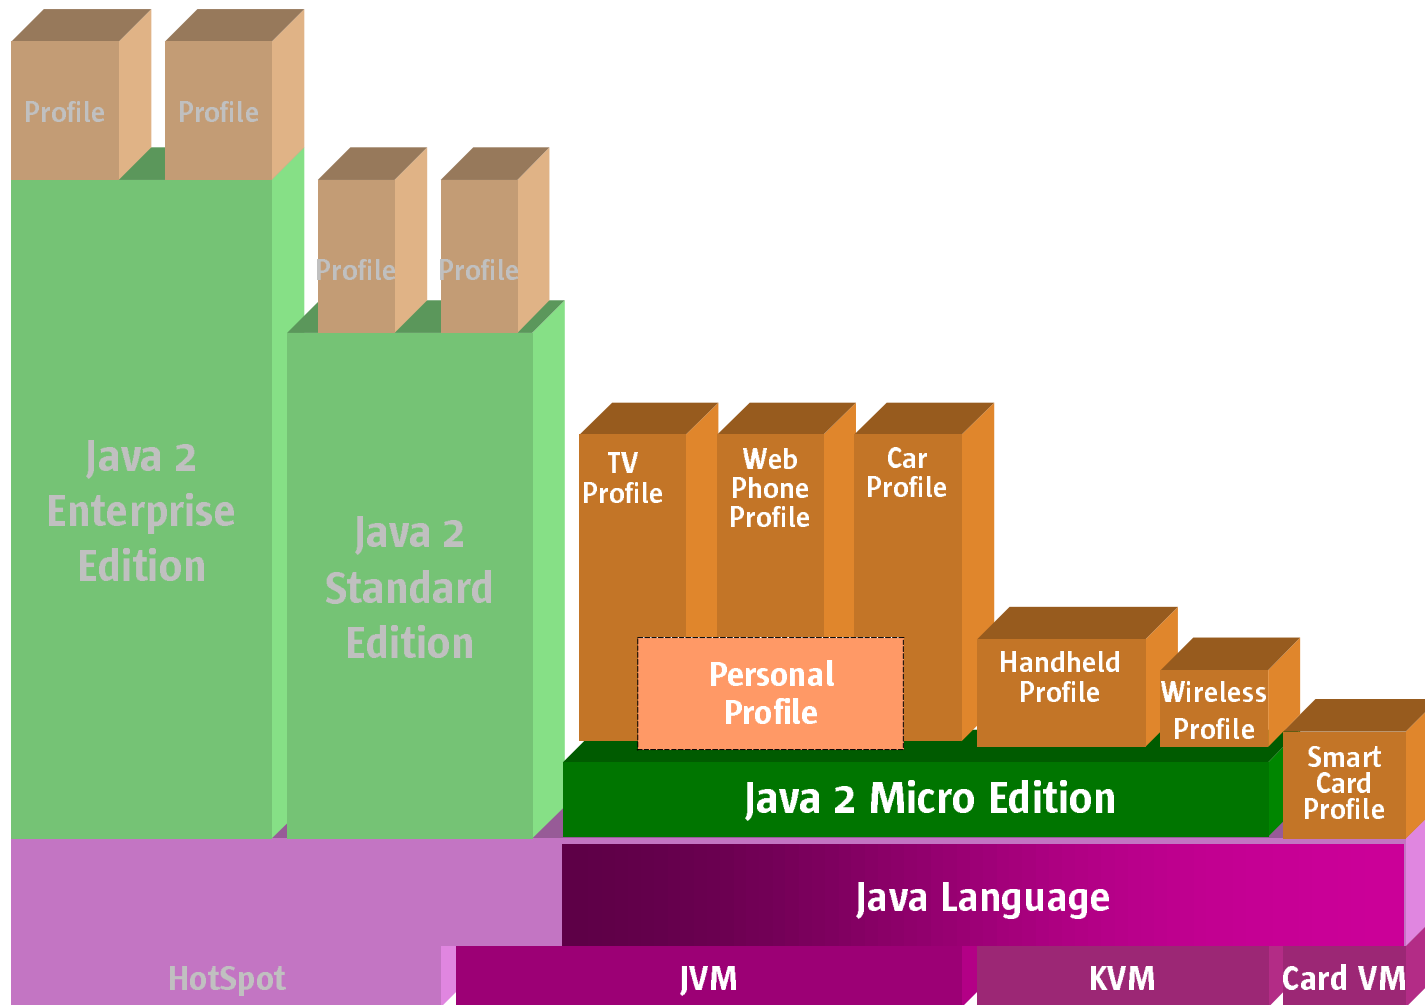 Profile
Profile
Profile
Profile
Java 2
Enterprise
Edition
Java 2
Standard
Edition
TV
Profile
Web
Phone
Profile
Car
Profile
Personal
Profile
Handheld
Profile
Wireless
Profile
Smart
Card
Profile
Java 2 Micro Edition
Java Language
HotSpot
JVM
KVM
Card VM